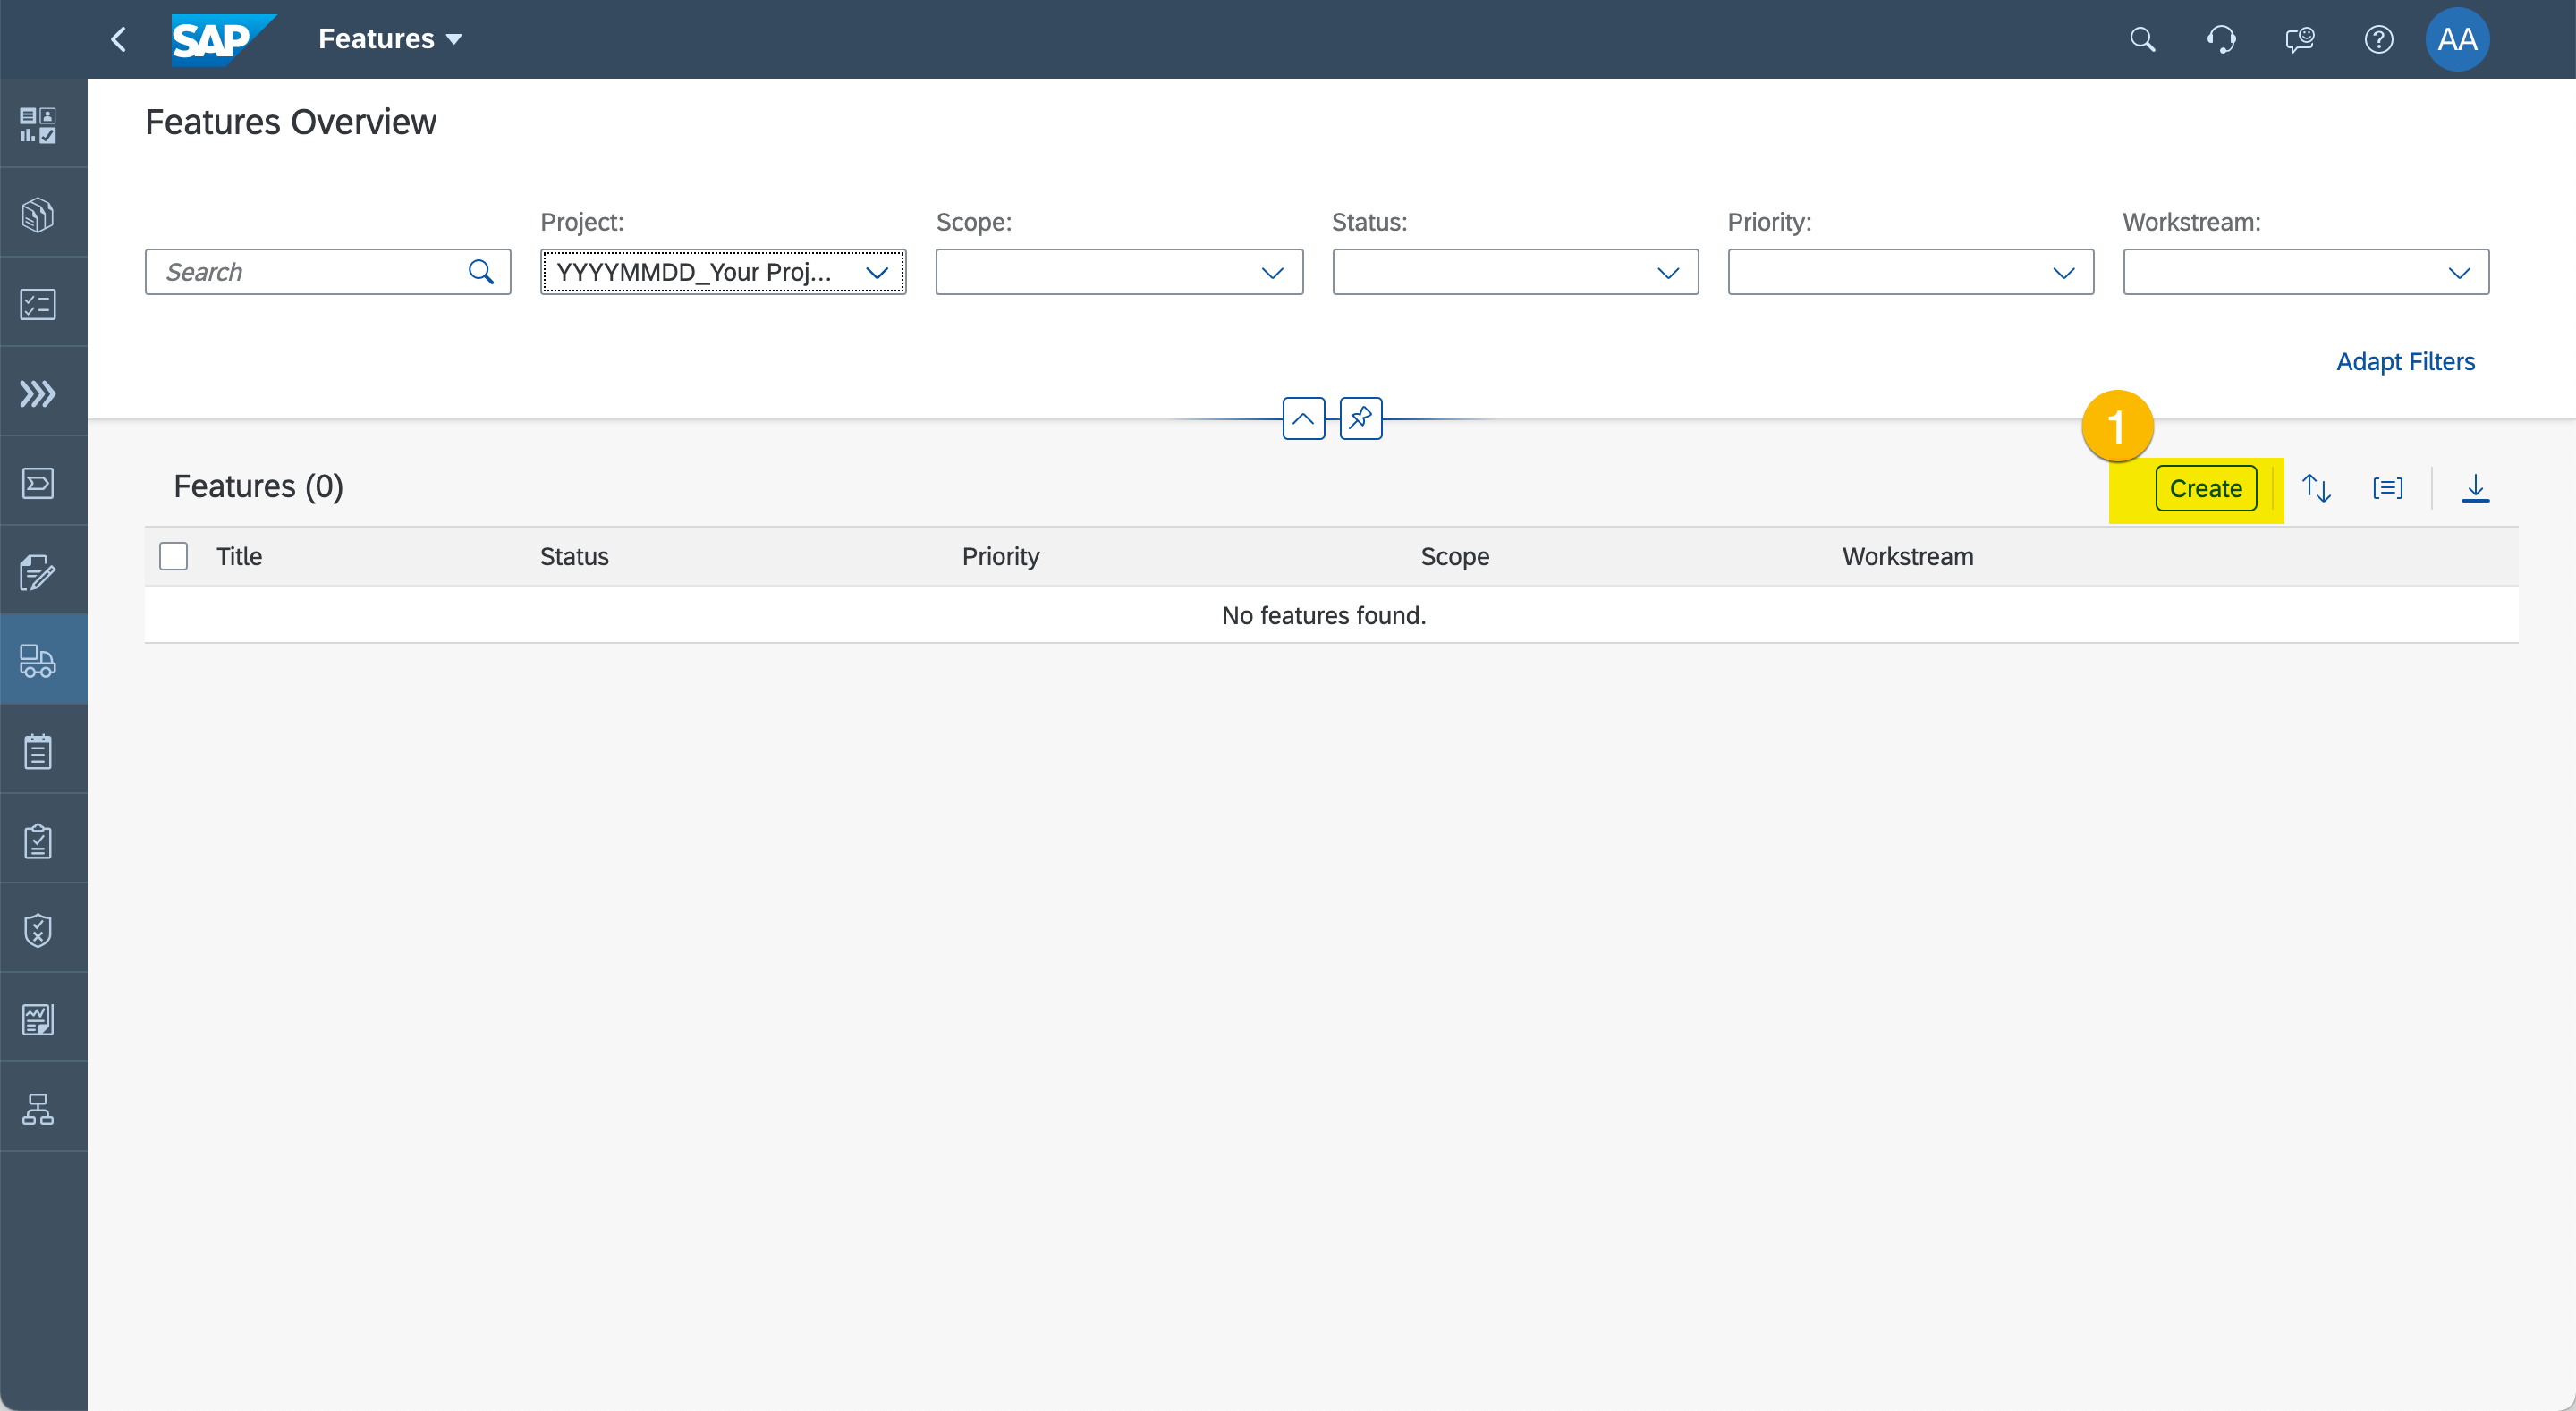 SAP Features
AA
Features Overview
Project: Scope: Status: Priority: Workstream:
Search YYYYMMDD_Your Proj...
Adapt Filters
1
Features (0) Create
Title Status Priority Scope Workstream
No features found.